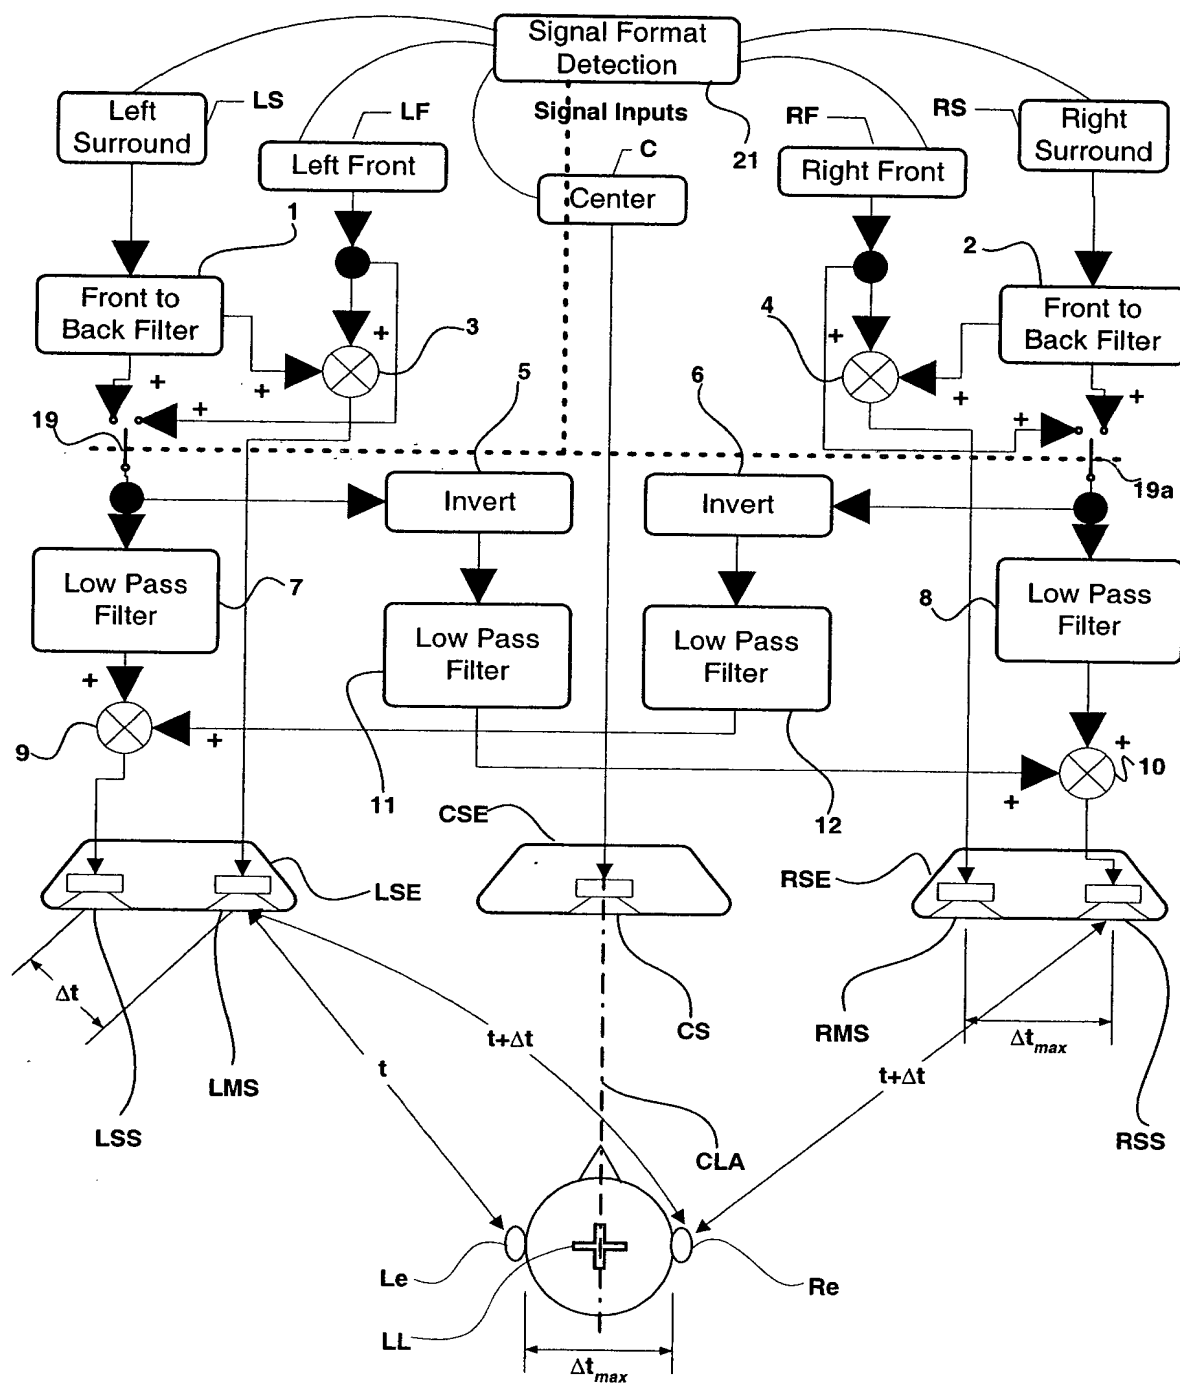 Signal Format
Detection
Left
Surround
LS
LF
Signal Inputs
21
RF
RS
Right
Surround
Left Front
C
Right Front
Center
1
2
Front to
Back Filter
+
3
4
+
Front to
Back Filter
+
+
+
+
5
6
+
+
+
19
19a
Invert
Invert
Low Pass
Filter
7
Low Pass
Filter
Low Pass
Filter
8
Low Pass
Filter
+
9
+
11
12
+
10
+
CSE
LSE
RSE
Δt
t+Δt
CS
RMS
Δtmax
t
t+Δt
LMS
LSS
CLA
RSS
Le
Re
LL
Δtmax